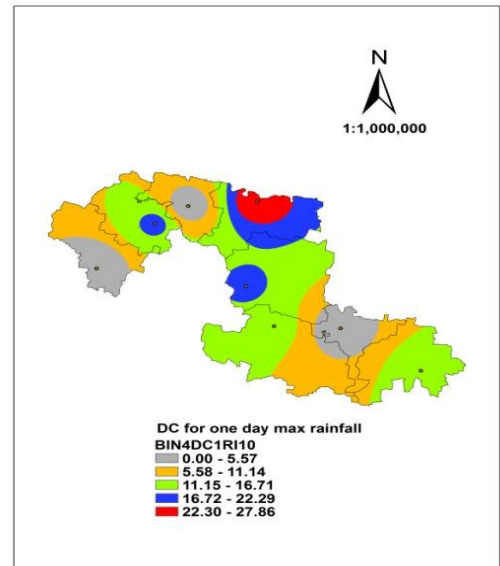 N
1:1,000,000
DC for one day max rainfall
BIN4DC1RI10
0.00 - 5.57
5.58 - 11.14
11.15 - 16.71
16.72 - 22.29
22.30 - 27.86